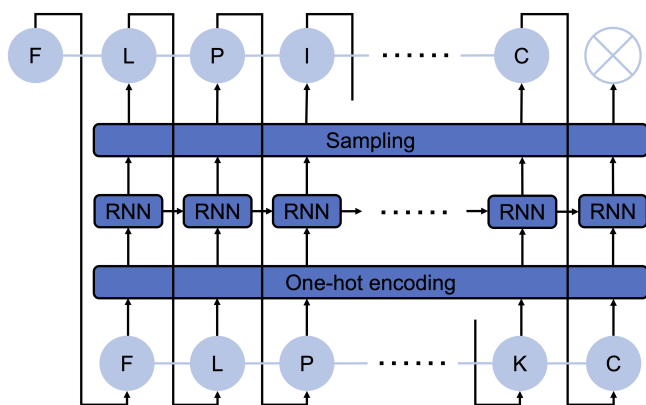 F L P I ...... C
Sampling
RNN RNN RNN ...... RNN RNN
One-hot encoding
F L P ...... K C